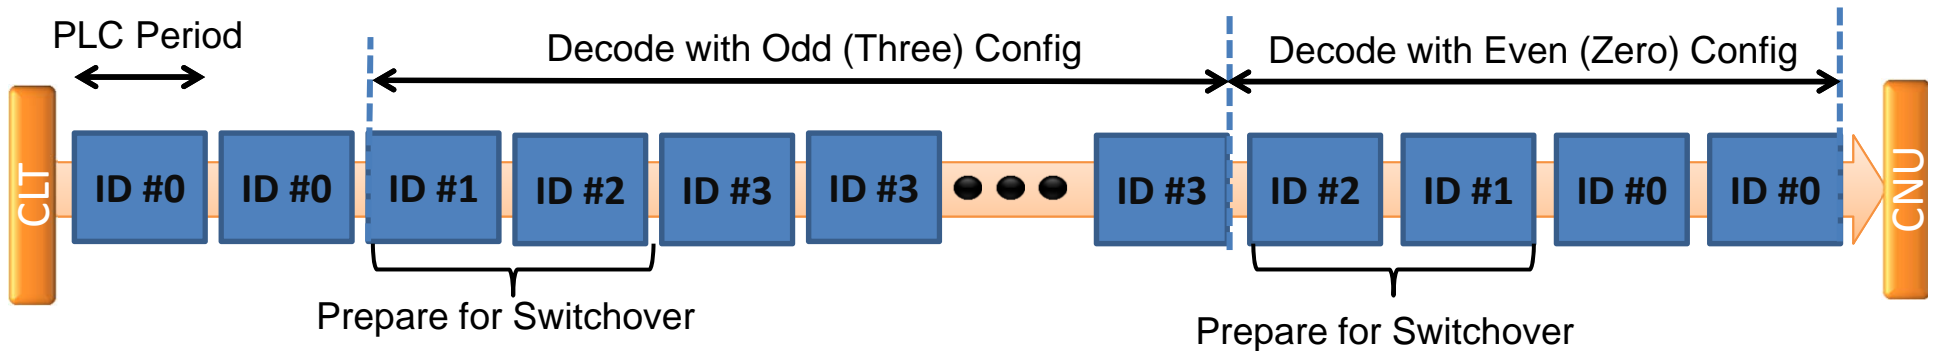 PLC Period
Decode with Odd (Three) Config
Decode with Even (Zero) Config
CLT
ID #0
ID #0
ID #1
ID #2
ID #3
ID #3
ID #3
ID #2
ID #1
ID #0
ID #0
CNU
Prepare for Switchover
Prepare for Switchover